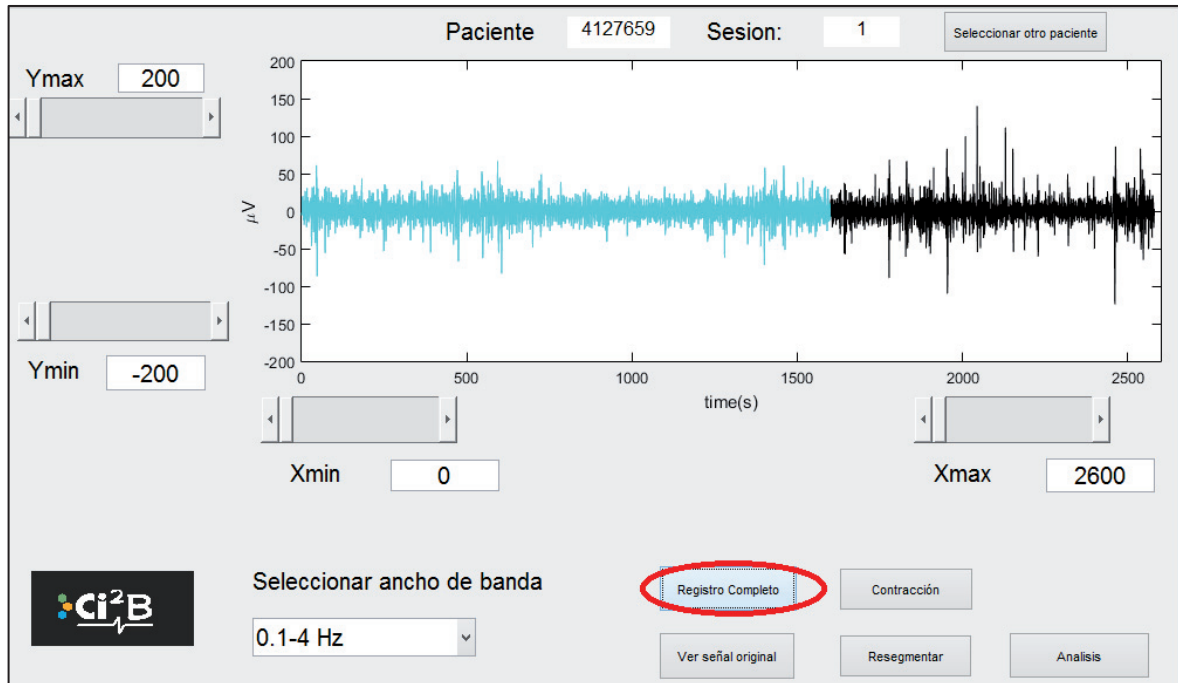 Paciente 4127659 Sesion: 1 Seleccionar otro paciente
Ymax 200
200
150
100
50
0
-50
-100
-150
-200
μV
Ymin -200
0 500 1000 1500 2000 2500
time(s)
Xmin 0
Xmax 2600
Seleccionar ancho de banda
0.1-4 Hz
Registro Completo Contracción
Ver señal original Resegmentar Analisis
Ci²B